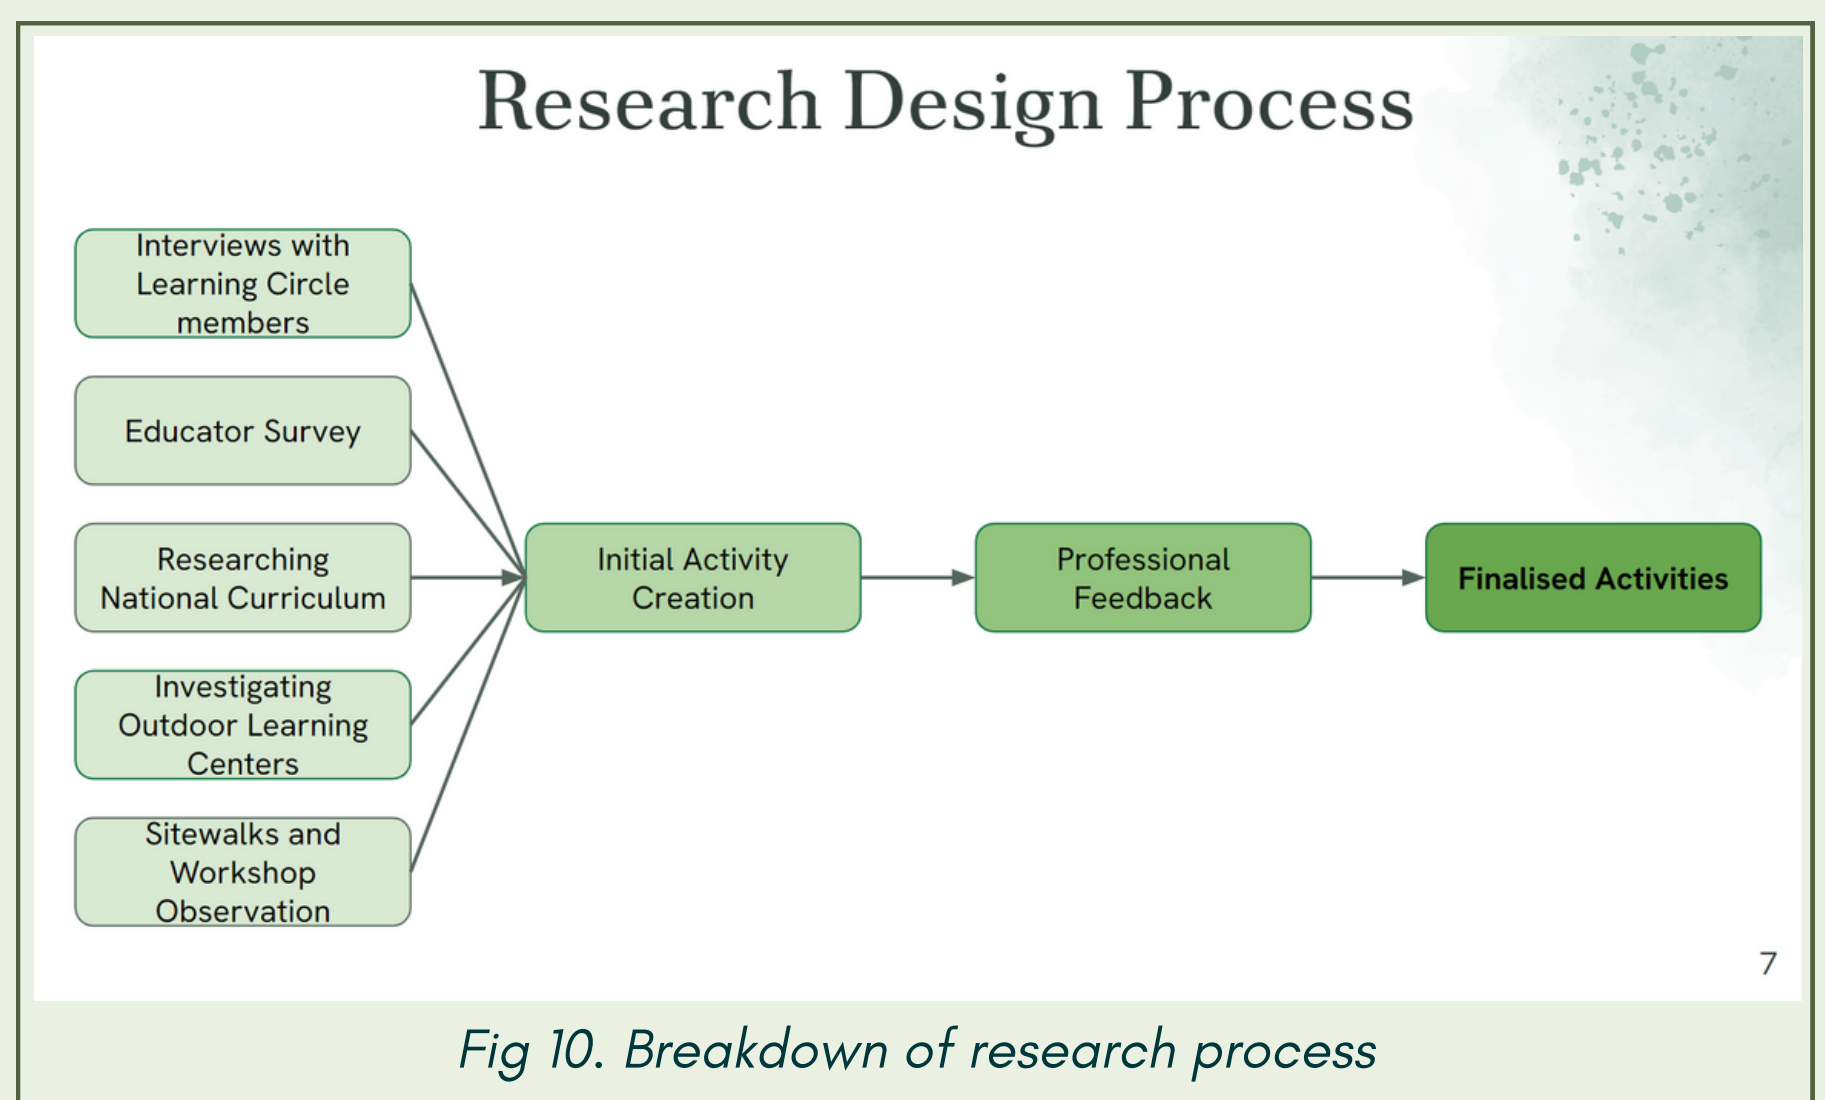 Research Design Process
Interviews with
Learning Circle
members
Educator Survey
Researching
National Curriculum
Investigating
Outdoor Learning
Centers
Sitewalks and
Workshop
Observation
Initial Activity
Creation
Professional
Feedback
Finalised Activities
7
Fig 10. Breakdown of research process